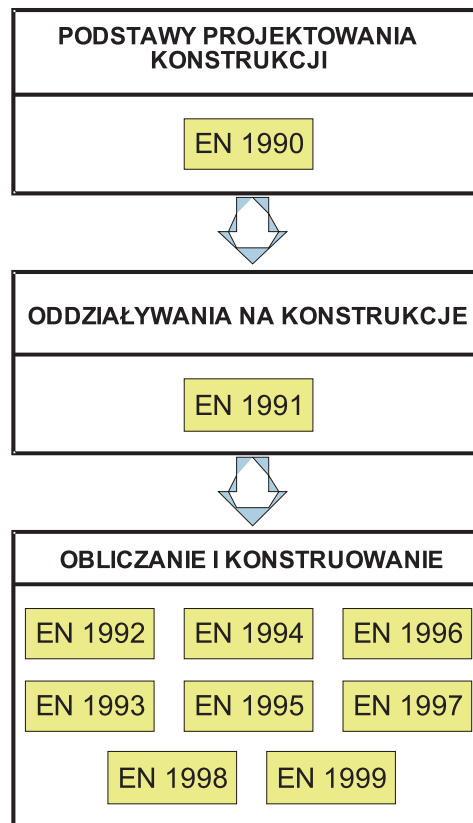 PODSTAWY PROJEKTOWANIA
KONSTRUKCJI
EN 1990
ODDZIAŁYWANIA NA KONSTRUKCJE
EN 1991
OBLICZANIE I KONSTRUOWANIE
EN 1992 EN 1994 EN 1996
EN 1993 EN 1995 EN 1997
EN 1998 EN 1999